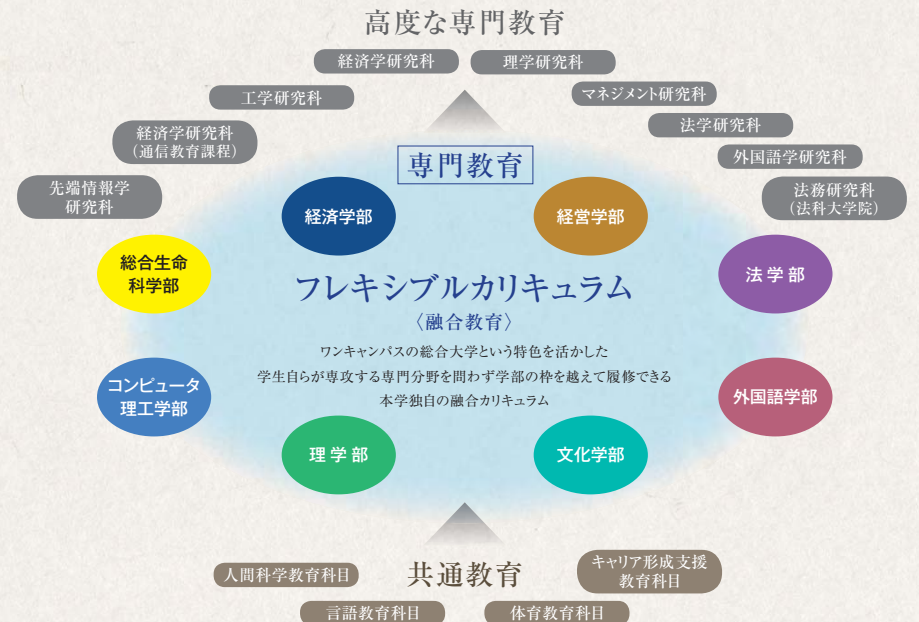 高度な専門教育
経済学研究科
理学研究科
工学研究科
マネジメント研究科
経済学研究科
（通信教育課程）
法学研究科
外国語学研究科
先端情報学
研究科
法務研究科
（法科大学院）
専門教育
経済学部
経営学部
総合生命
科学部
法学部
フレキシブルカリキュラム
〈融合教育〉
ワンキャンパスの総合大学という特色を活かした
学生自らが専攻する専門分野を問わず学部の枠を越えて履修できる
本学独自の融合カリキュラム
コンピュータ
理工学部
外国語学部
理学部
文化学部
共通教育
人間科学教育科目
キャリア形成支援
教育科目
言語教育科目
体育教育科目